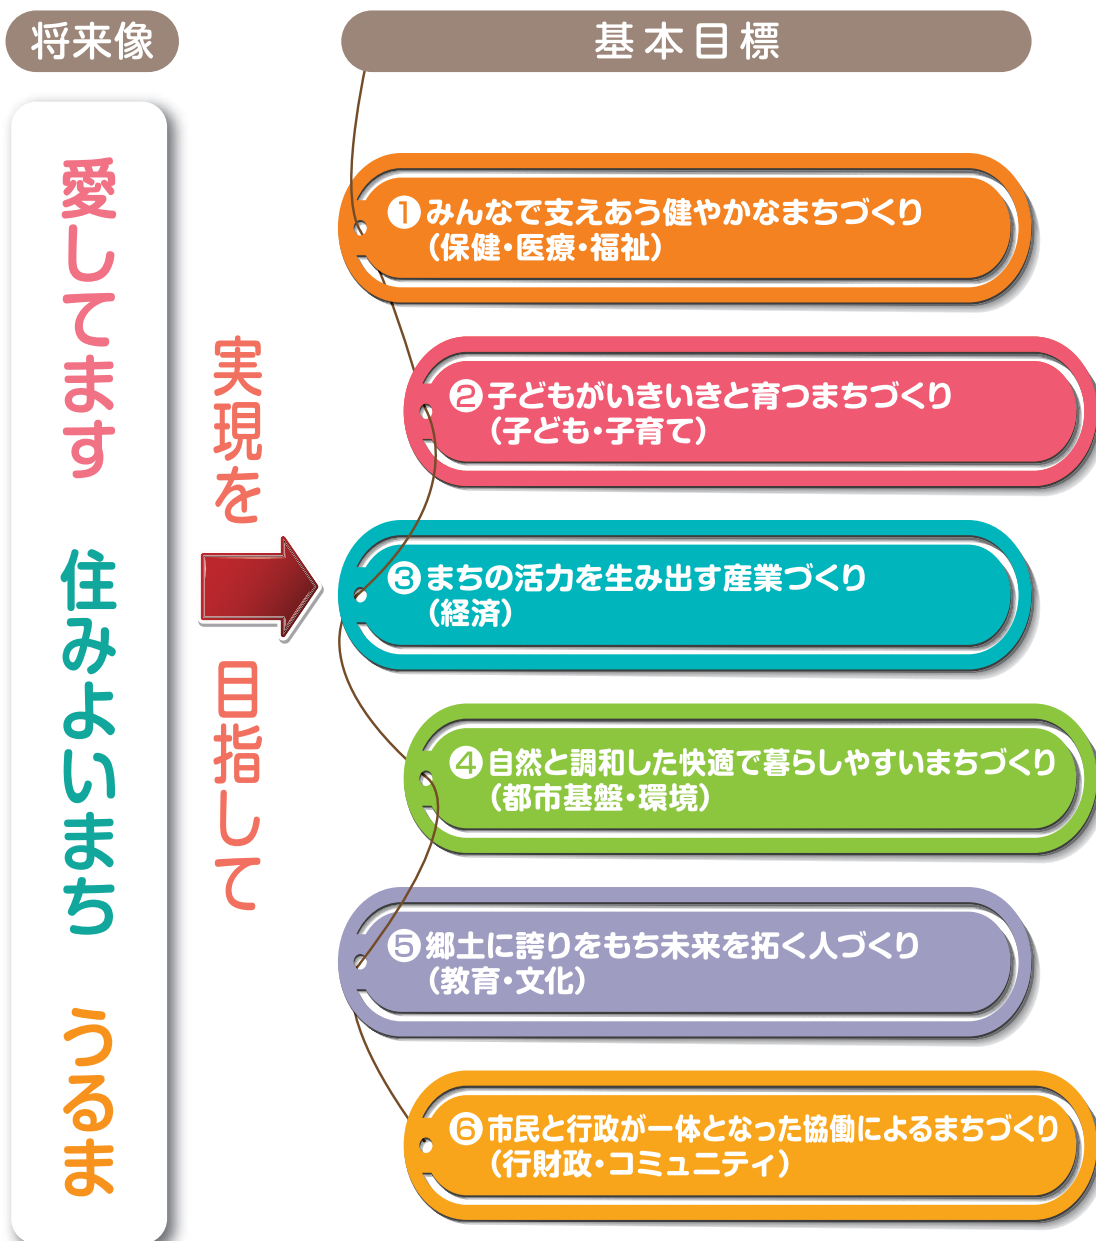 将来像
愛してます 住みよいまち うるま
実現を 目指して
基本目標
❶みんなで支えあう健やかなまちづくり
（保健・医療・福祉）
❷子どもがいきいきと育つまちづくり
（子ども・子育て）
❸まちの活力を生み出す産業づくり
（経済）
❹自然と調和した快適で暮らしやすいまちづくり
（都市基盤・環境）
❺郷土に誇りをもち未来を拓く人づくり
（教育・文化）
❻市民と行政が一体となった協働によるまちづくり
（行財政・コミュニティ）